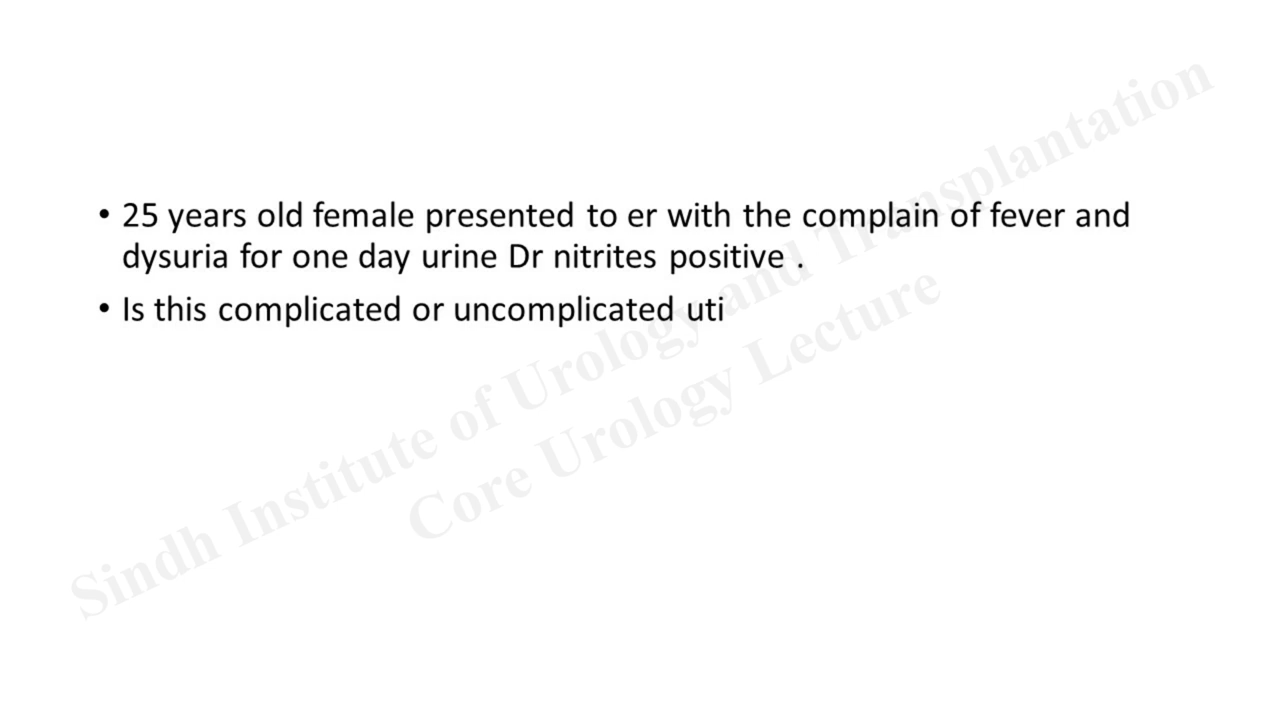 • 25 years old female presented to er with the complain of fever and
dysuria for one day urine Dr nitrites positive .
• Is this complicated or uncomplicated uti
Sindh Institute of Urology and Transplantation
Core Urology Lecture